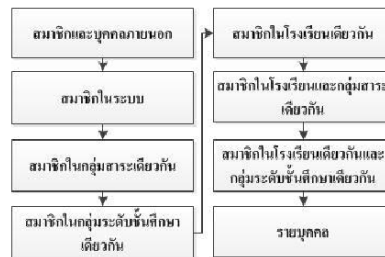 สมาชิกและบุคคลภายนอก
สมาชิกในระบบ
สมาชิกในกลุ่มสาระเดียวกัน
สมาชิกในกลุ่มระดับชั้นศึกษา
เดียวกัน
สมาชิกในโรงเรียนเดียวกัน
สมาชิกในโรงเรียนและกลุ่มสาระ
เดียวกัน
สมาชิกในโรงเรียนเดียวกันและ
กลุ่มระดับชั้นศึกษาเดียวกัน
รายบุคคล